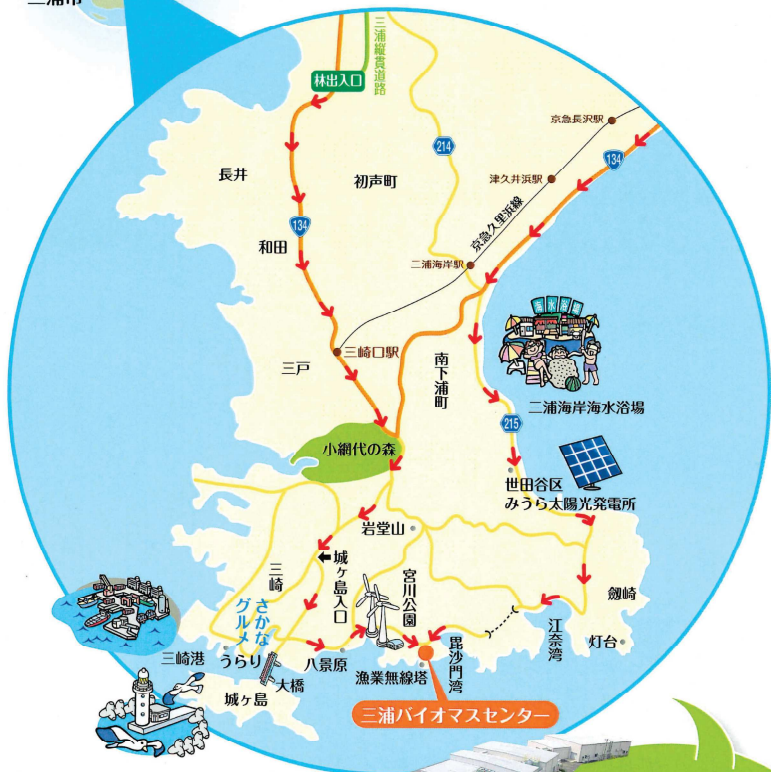 三浦市
三浦縦貫道路
林出入口
京急長沢駅
214
134
津久井浜駅
長井
初声町
京急久里浜線
134
和田
三浦海岸駅
海水浴場
三崎口駅
三戸
南下浦町
三浦海岸海水浴場
215
小網代の森
世田谷区
みうら太陽光発電所
岩堂山
城ヶ島入口
三崎
宮川公園
剱崎
さかな
グルメ
江奈湾
毘沙門湾
灯台
三崎港
うらり
八景原
大橋
漁業無線塔
城ヶ島
三浦バイオマスセンター